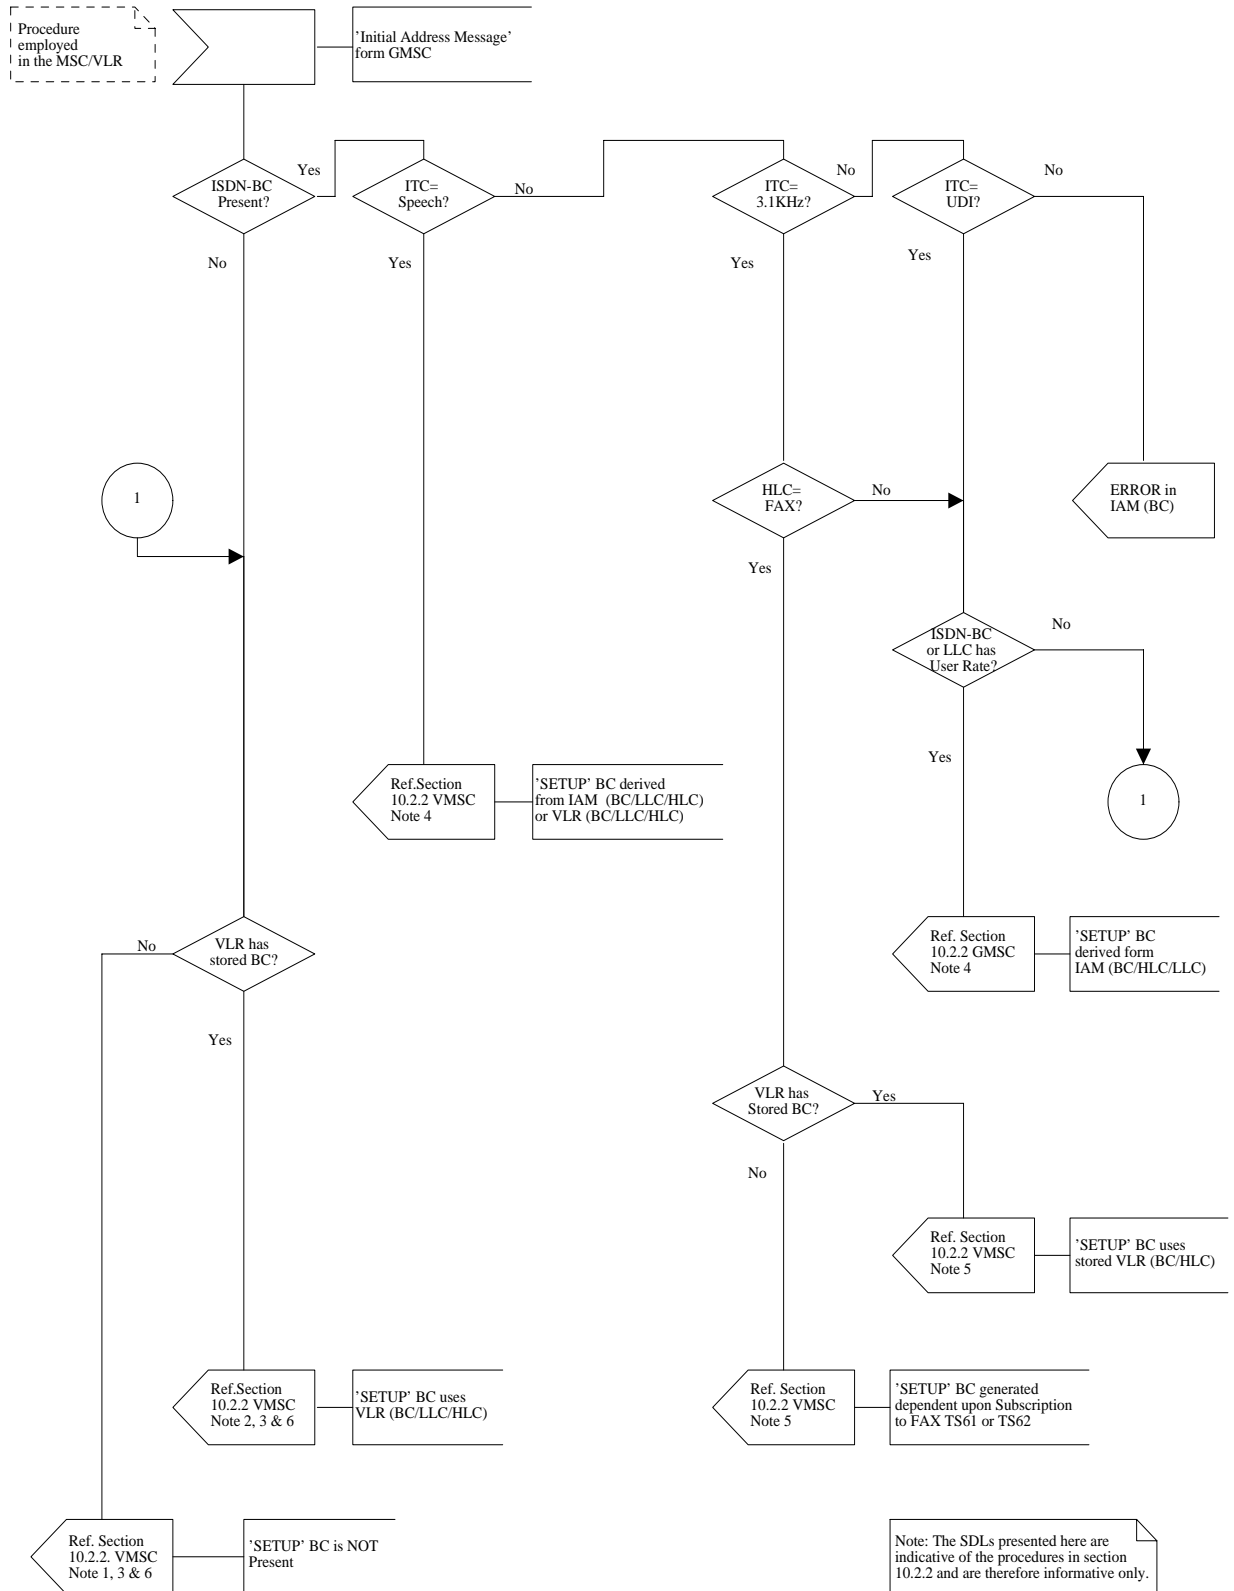 Procedure
employed
in the MSC/VLR
'Initial Address Message'
form GMSC
ISDN-BC
Present?
Yes
ITC=
Speech?
No
ITC=
3.1KHz?
No
ITC=
UDI?
No
No
Yes
Yes
Yes
1
HLC=
FAX?
No
ERROR in
IAM (BC)
Yes
ISDN-BC
or LLC has
User Rate?
No
Yes
1
Ref.Section
10.2.2 VMSC
Note 4
'SETUP' BC derived
from IAM (BC/LLC/HLC)
or VLR (BC/LLC/HLC)
No
VLR has
stored BC?
Yes
Ref. Section
10.2.2 GMSC
Note 4
'SETUP' BC
derived form
IAM (BC/HLC/LLC)
VLR has
Stored BC?
Yes
No
Ref. Section
10.2.2 VMSC
Note 5
'SETUP' BC uses
stored VLR (BC/HLC)
Ref.Section
10.2.2 VMSC
Note 2, 3 & 6
'SETUP' BC uses
VLR (BC/LLC/HLC)
Ref. Section
10.2.2 VMSC
Note 5
'SETUP' BC generated
dependent upon Subscription
to FAX TS61 or TS62
Ref. Section
10.2.2. VMSC
Note 1, 3 & 6
'SETUP' BC is NOT
Present
Note: The SDLs presented here are
indicative of the procedures in section
10.2.2 and are therefore informative only.